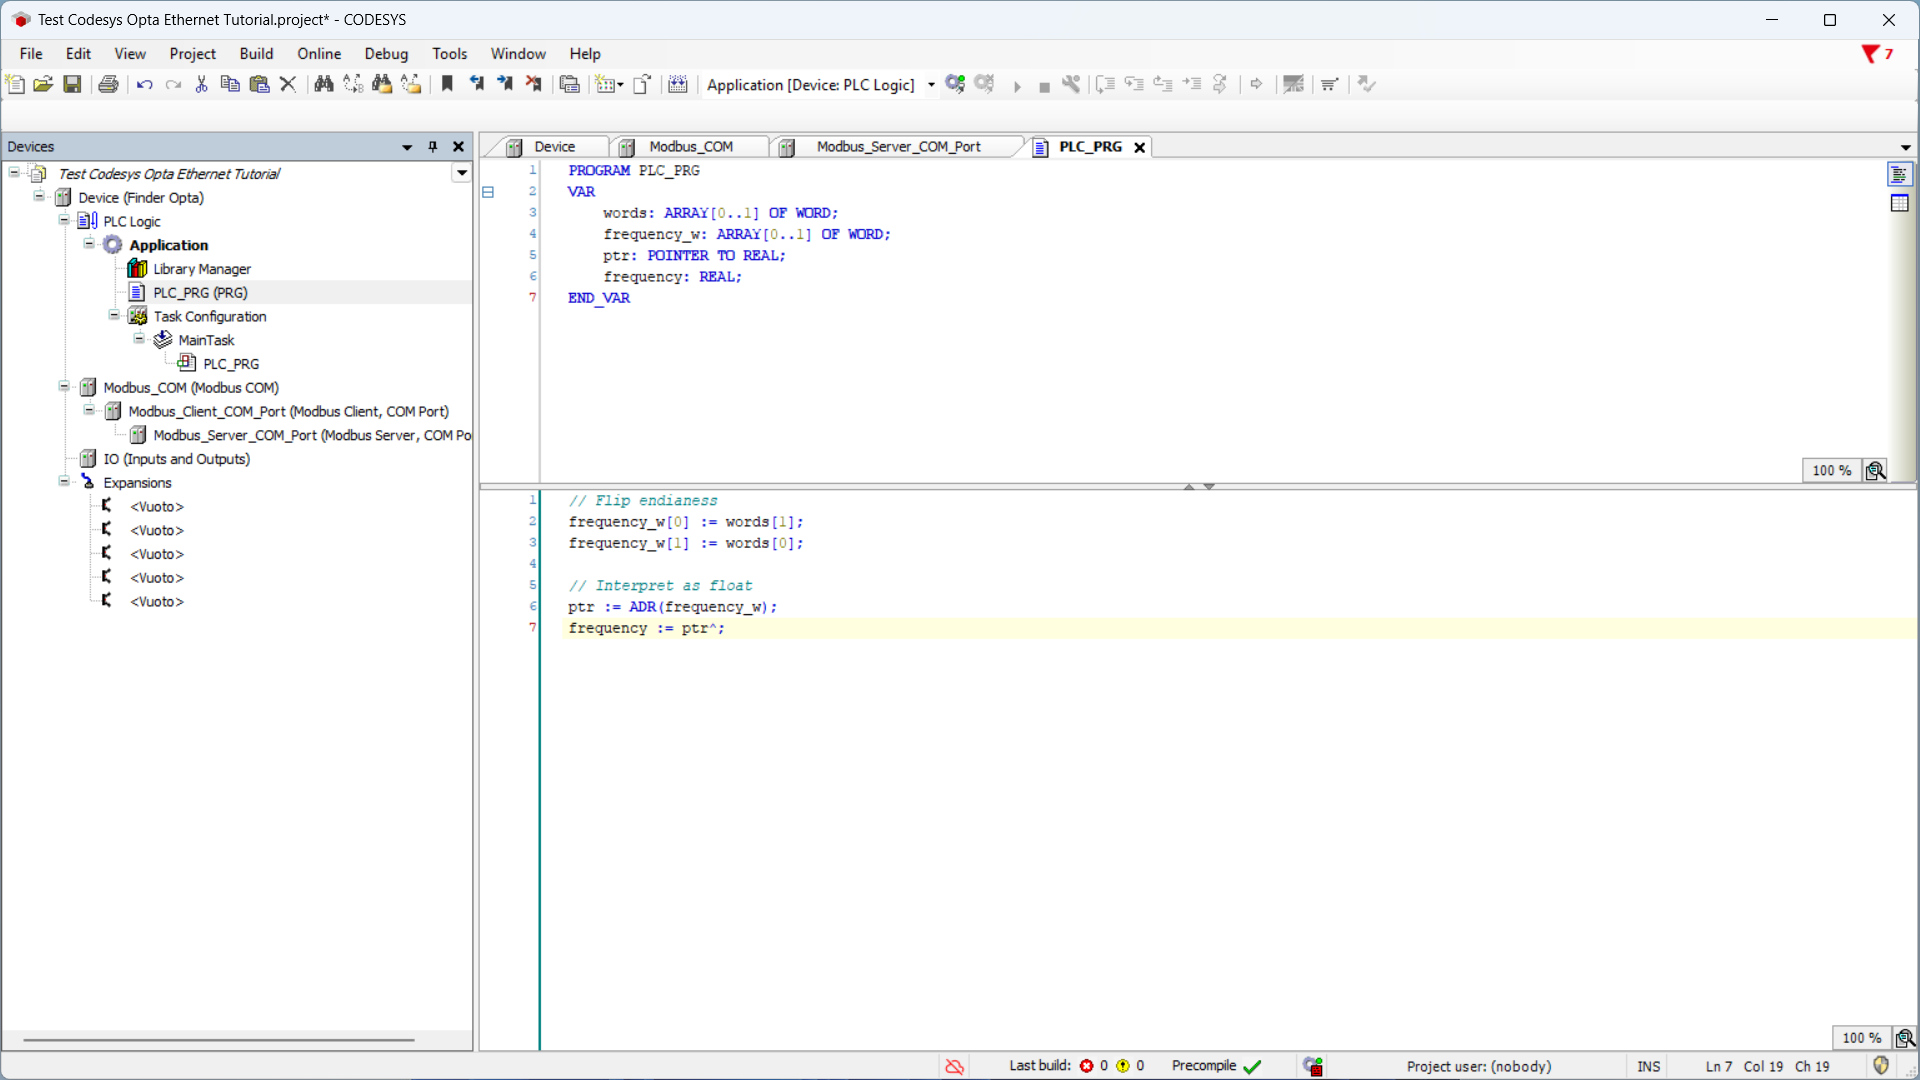 Test Codesys Opta Ethernet Tutorial.project* - CODESYS
File Edit View Project Build Online Debug Tools Window Help
7
Application [Device: PLC Logic]
Devices
Test Codesys Opta Ethernet Tutorial
Device (Finder Opta)
PLC Logic
Application
Library Manager
PLC_PRG (PRG)
Task Configuration
MainTask
PLC_PRG
Modbus_COM (Modbus COM)
Modbus_Client_COM_Port (Modbus Client, COM Port)
Modbus_Server_COM_Port (Modbus Server, COM Po
IO (Inputs and Outputs)
Expansions
<Vuoto>
<Vuoto>
<Vuoto>
<Vuoto>
<Vuoto>
Device Modbus_COM Modbus_Server_COM_Port PLC_PRG
1 PROGRAM PLC_PRG
2 VAR
3 words: ARRAY[0..1] OF WORD;
4 frequency_w: ARRAY[0..1] OF WORD;
5 ptr: POINTER TO REAL;
6 frequency: REAL;
7 END_VAR
100 %
1 // Flip endianess
2 frequency_w[0] := words[1];
3 frequency_w[1] := words[0];
4
5 // Interpret as float
6 ptr := ADR(frequency_w);
7 frequency := ptr^;
100 %
Last build: 0 0 Precompile Project user: (nobody) INS Ln 7 Col 19 Ch 19